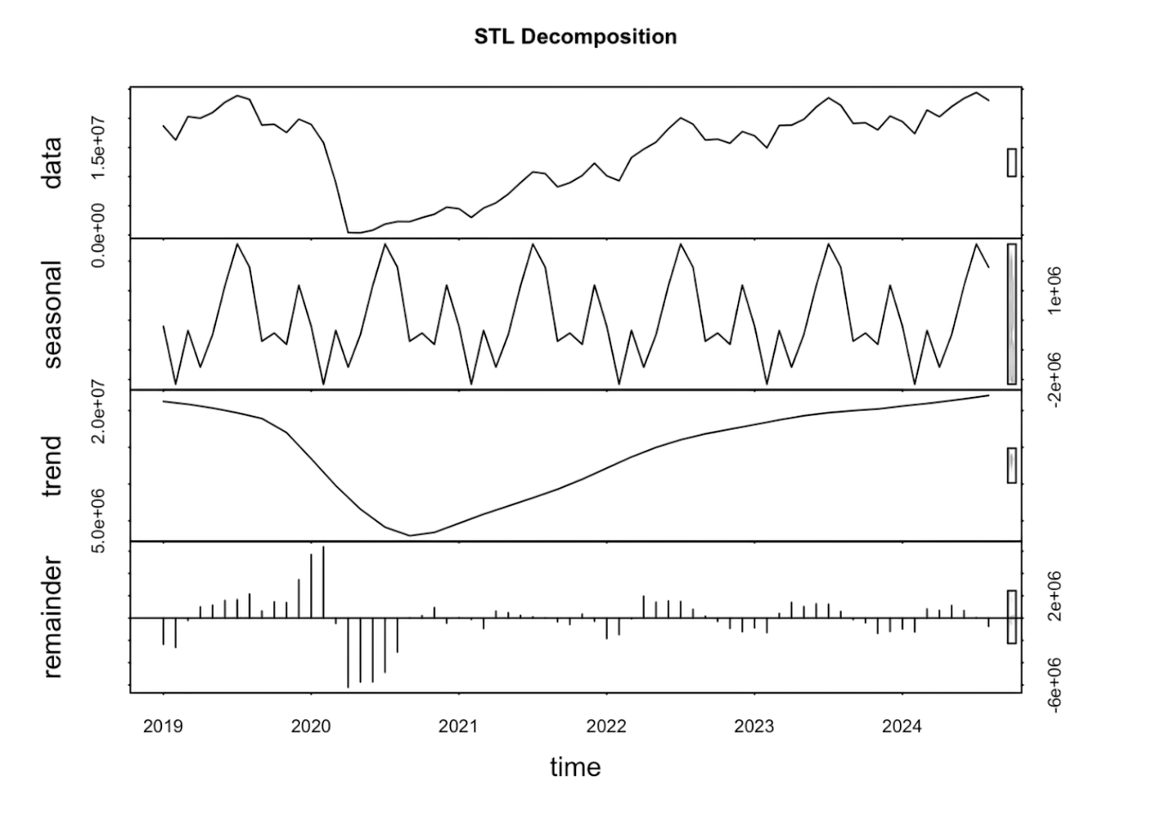 STL Decomposition
data
0.0e+00 1.5e+07
seasonal
-2e+06 1e+06
trend
5.0e+06 2.0e+07
remainder
-6e+06 2e+06
2019 2020 2021 2022 2023 2024
time